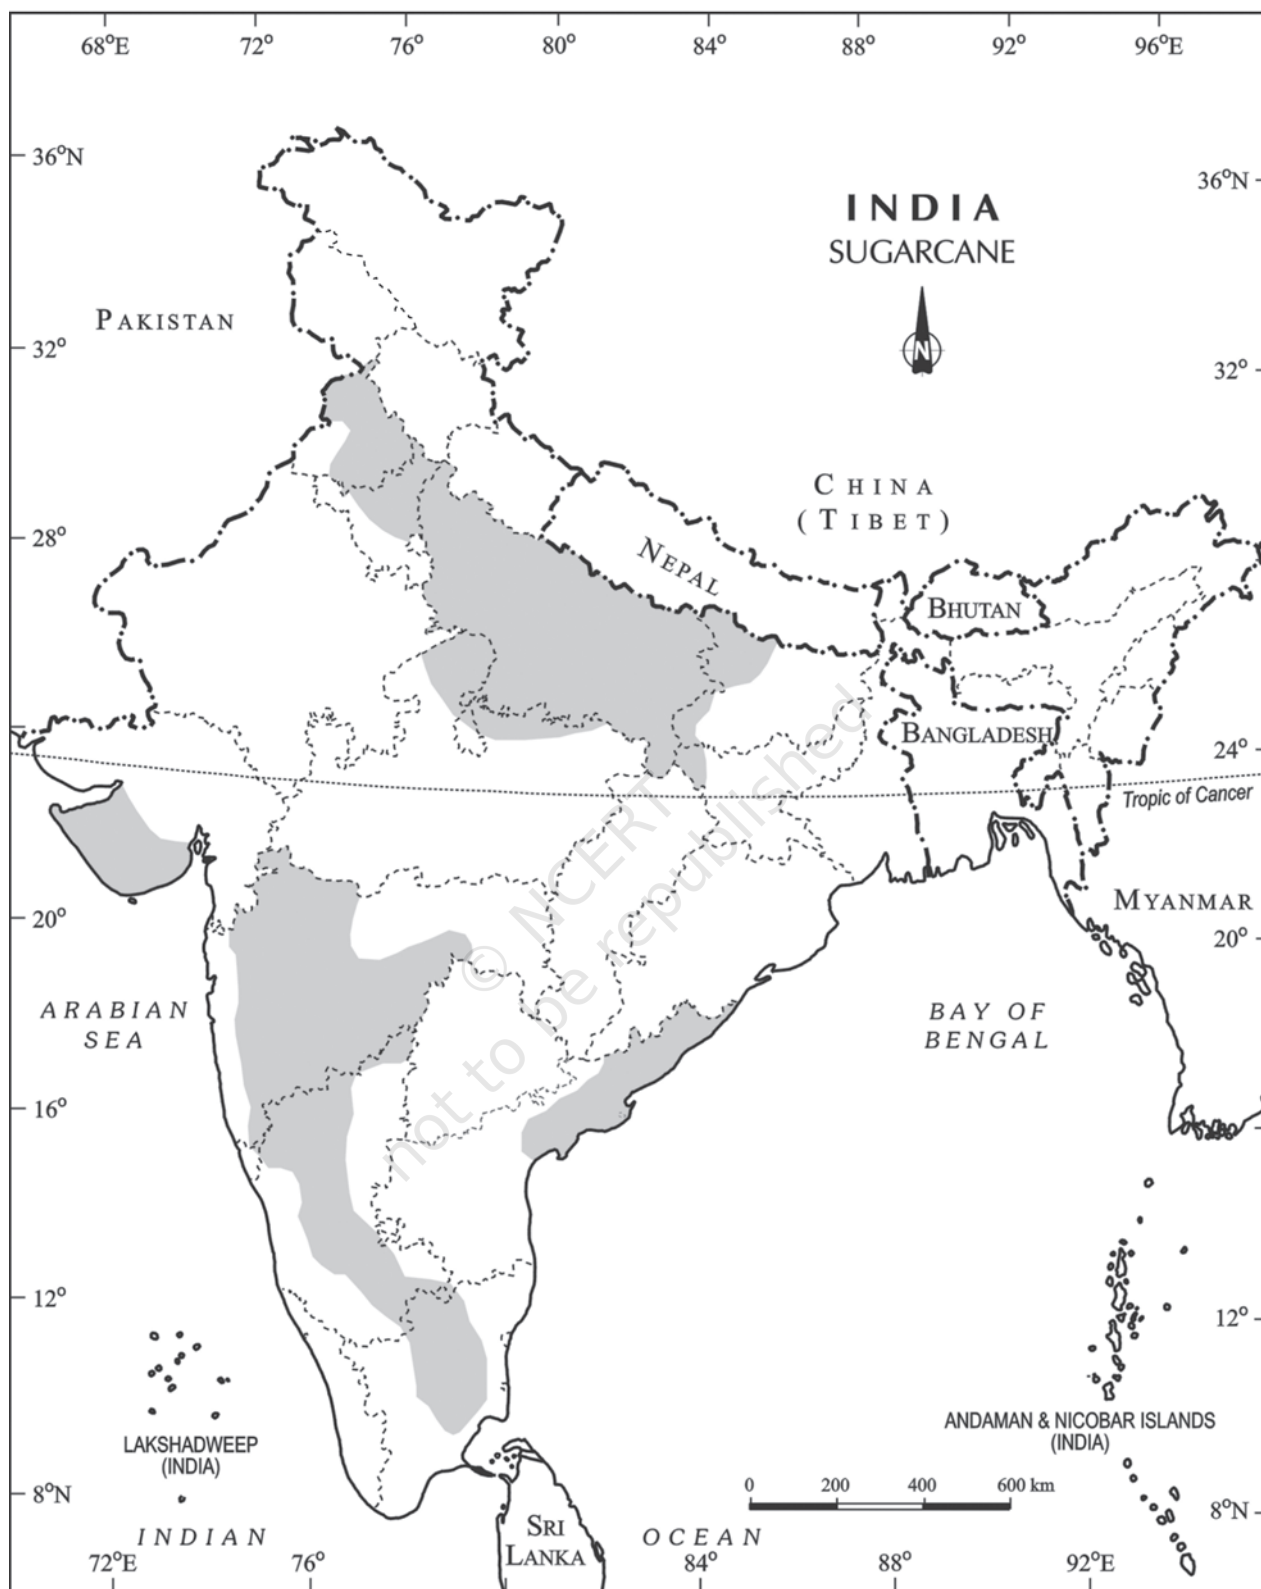 68°E 72° 76° 80° 84° 88° 92° 96°E
36°N
36°N
INDIA
SUGARCANE
N
PAKISTAN
32°
32°
CHINA
(TIBET)
28°
NEPAL
BHUTAN
BANGLADESH
24°
Tropic of Cancer
© NCERT
not to be republished
MYANMAR
20°
20°
ARABIAN
SEA
BAY OF
BENGAL
16°
12°
12°
LAKSHADWEEP
(INDIA)
ANDAMAN & NICOBAR ISLANDS
(INDIA)
0 200 400 600 km
8°N
8°N
INDIAN OCEAN
SRI
LANKA
72°E 76° 84° 88° 92°E